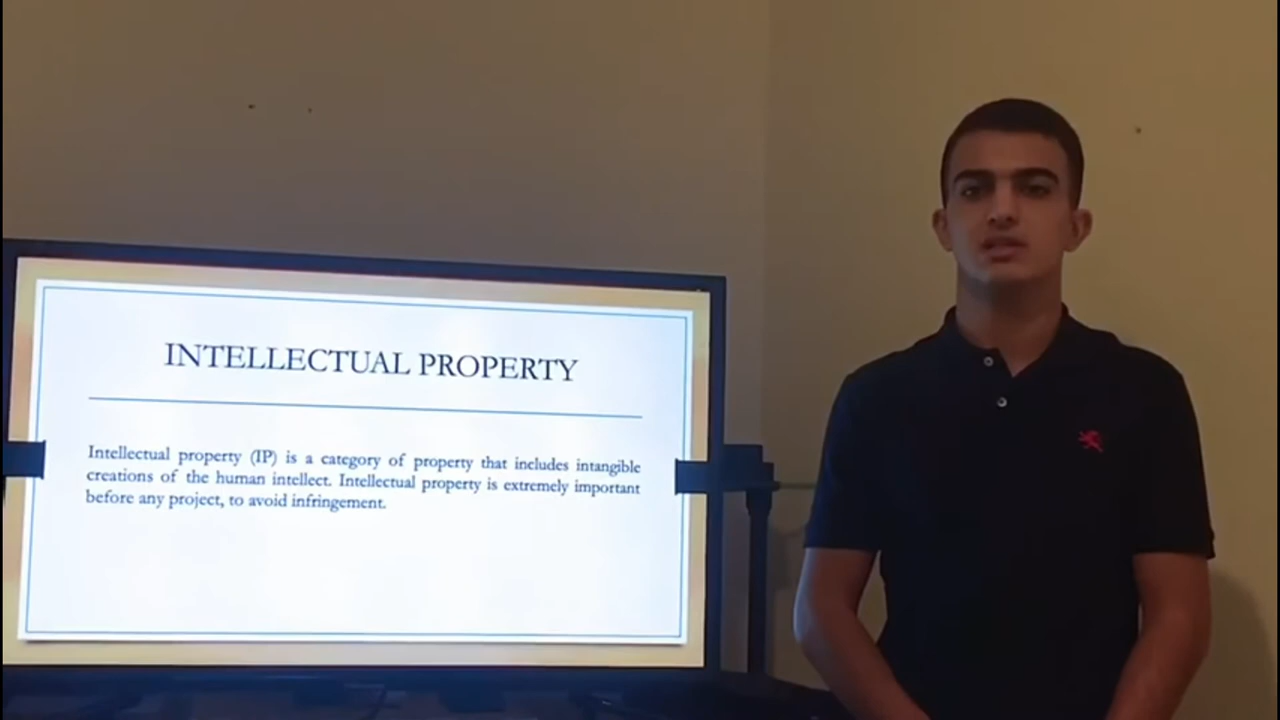 INTELLECTUAL PROPERTY
Intellectual property (IP) is a category of property that includes intangible
creations of the human intellect. Intellectual property is extremely important
before any project, to avoid infringement.